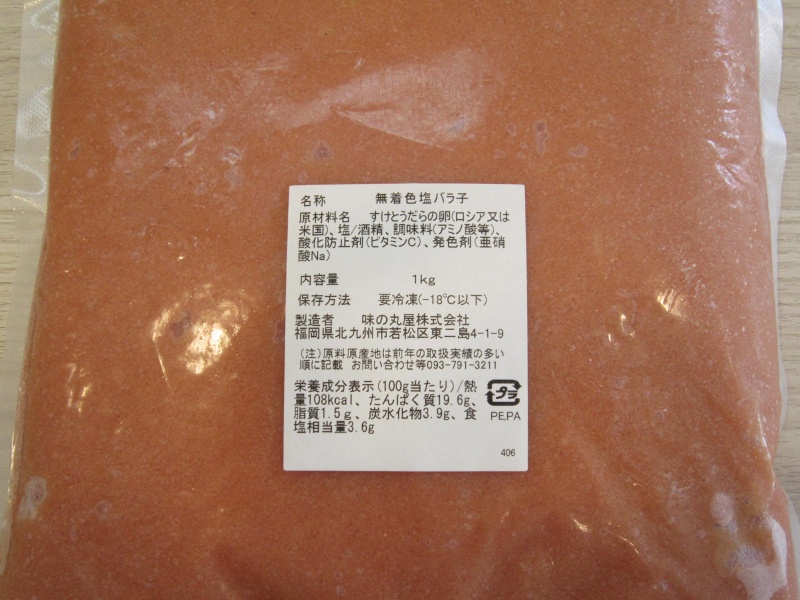 名称　無着色塩バラ子
原材料名　すけとうだらの卵(ロシア又は
米国)、塩/酒精、調味料(アミノ酸等)、
酸化防止剤(ビタミンC)、発色剤(亜硝
酸Na)
内容量　1kg
保存方法　要冷凍(-18℃以下)
製造者　味の丸屋株式会社
福岡県北九州市若松区東二島4-1-9
(注)原料原産地は前年の取扱実績の多い
順に記載　お問い合わせ等093-791-3211
栄養成分表示(100g当たり)/熱
量108kcal、たんぱく質19.6g、
脂質1.5g、炭水化物3.9g、食
塩相当量3.6g
プラ
PE,PA
406